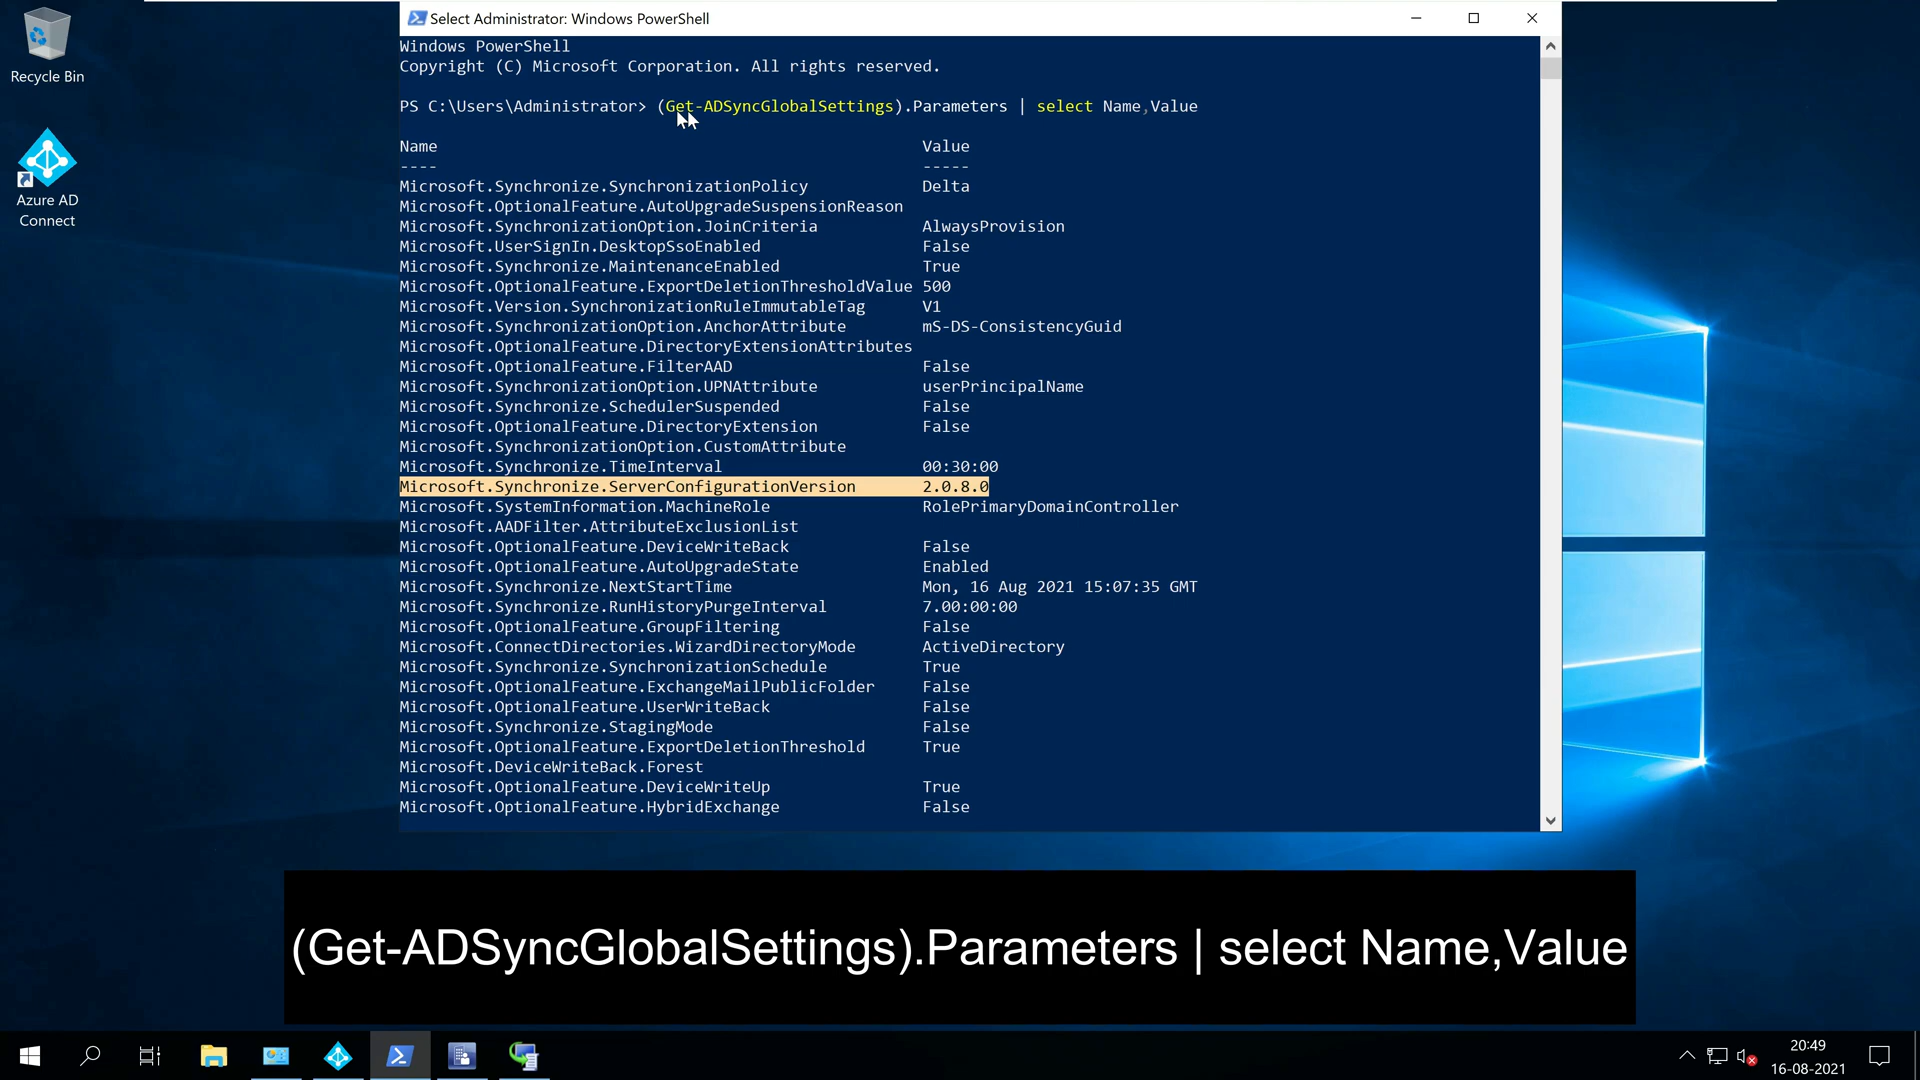 Recycle Bin
Azure AD
Connect
Select Administrator: Windows PowerShell
Windows PowerShell
Copyright (C) Microsoft Corporation. All rights reserved.
PS C:\Users\Administrator> (Get-ADSyncGlobalSettings).Parameters | select Name,Value
Name Value
---- -----
Microsoft.Synchronize.SynchronizationPolicy Delta
Microsoft.OptionalFeature.AutoUpgradeSuspensionReason
Microsoft.SynchronizationOption.JoinCriteria AlwaysProvision
Microsoft.UserSignIn.DesktopSsoEnabled False
Microsoft.Synchronize.MaintenanceEnabled True
Microsoft.OptionalFeature.ExportDeletionThresholdValue 500
Microsoft.Version.SynchronizationRuleImmutableTag V1
Microsoft.SynchronizationOption.AnchorAttribute mS-DS-ConsistencyGuid
Microsoft.OptionalFeature.DirectoryExtensionAttributes
Microsoft.OptionalFeature.FilterAAD False
Microsoft.SynchronizationOption.UPNAttribute userPrincipalName
Microsoft.Synchronize.SchedulerSuspended False
Microsoft.OptionalFeature.DirectoryExtension False
Microsoft.SynchronizationOption.CustomAttribute
Microsoft.Synchronize.TimeInterval 00:30:00
Microsoft.Synchronize.ServerConfigurationVersion 2.0.8.0
Microsoft.SystemInformation.MachineRole RolePrimaryDomainController
Microsoft.AADFilter.AttributeExclusionList
Microsoft.OptionalFeature.DeviceWriteBack False
Microsoft.OptionalFeature.AutoUpgradeState Enabled
Microsoft.Synchronize.NextStartTime Mon, 16 Aug 2021 15:07:35 GMT
Microsoft.Synchronize.RunHistoryPurgeInterval 7.00:00:00
Microsoft.OptionalFeature.GroupFiltering False
Microsoft.ConnectDirectories.WizardDirectoryMode ActiveDirectory
Microsoft.Synchronize.SynchronizationSchedule True
Microsoft.OptionalFeature.ExchangeMailPublicFolder False
Microsoft.OptionalFeature.UserWriteBack False
Microsoft.Synchronize.StagingMode False
Microsoft.OptionalFeature.ExportDeletionThreshold True
Microsoft.DeviceWriteBack.Forest
Microsoft.OptionalFeature.DeviceWriteUp True
Microsoft.OptionalFeature.HybridExchange False
(Get-ADSyncGlobalSettings).Parameters | select Name,Value
20:49
16-08-2021